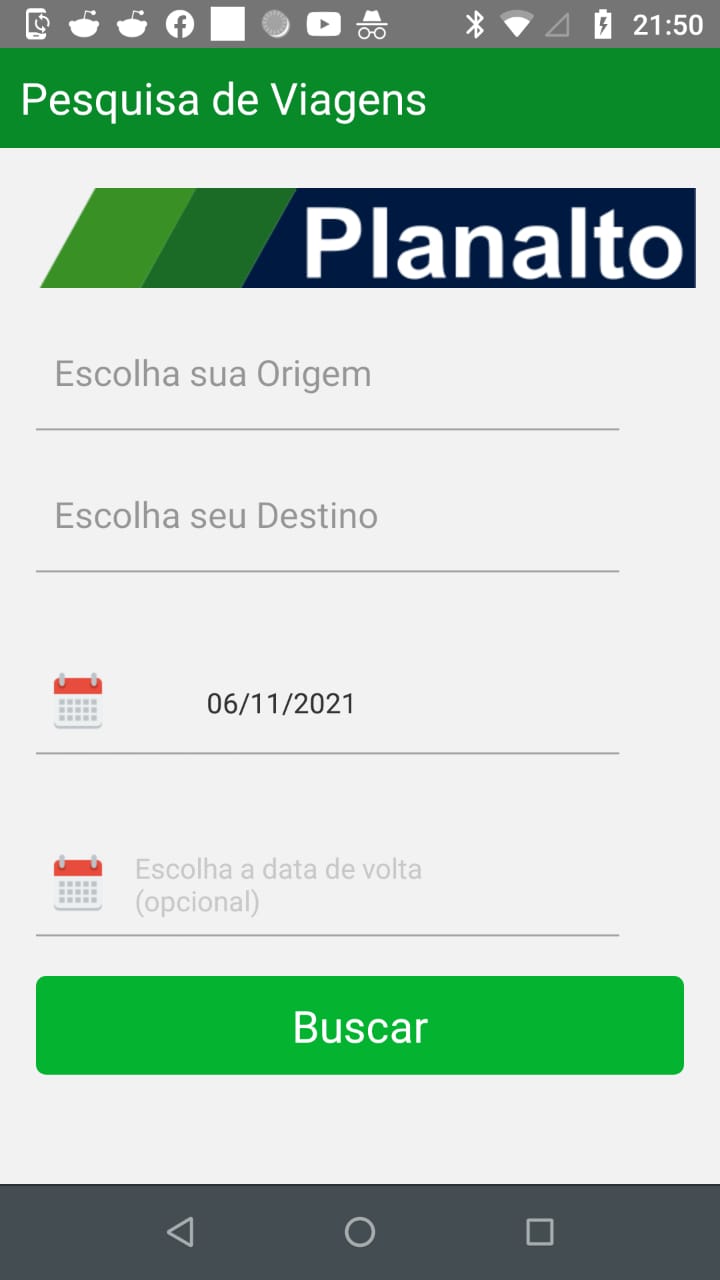 21:50
Pesquisa de Viagens
Planalto
Escolha sua Origem
Escolha seu Destino
06/11/2021
Escolha a data de volta
(opcional)
Buscar